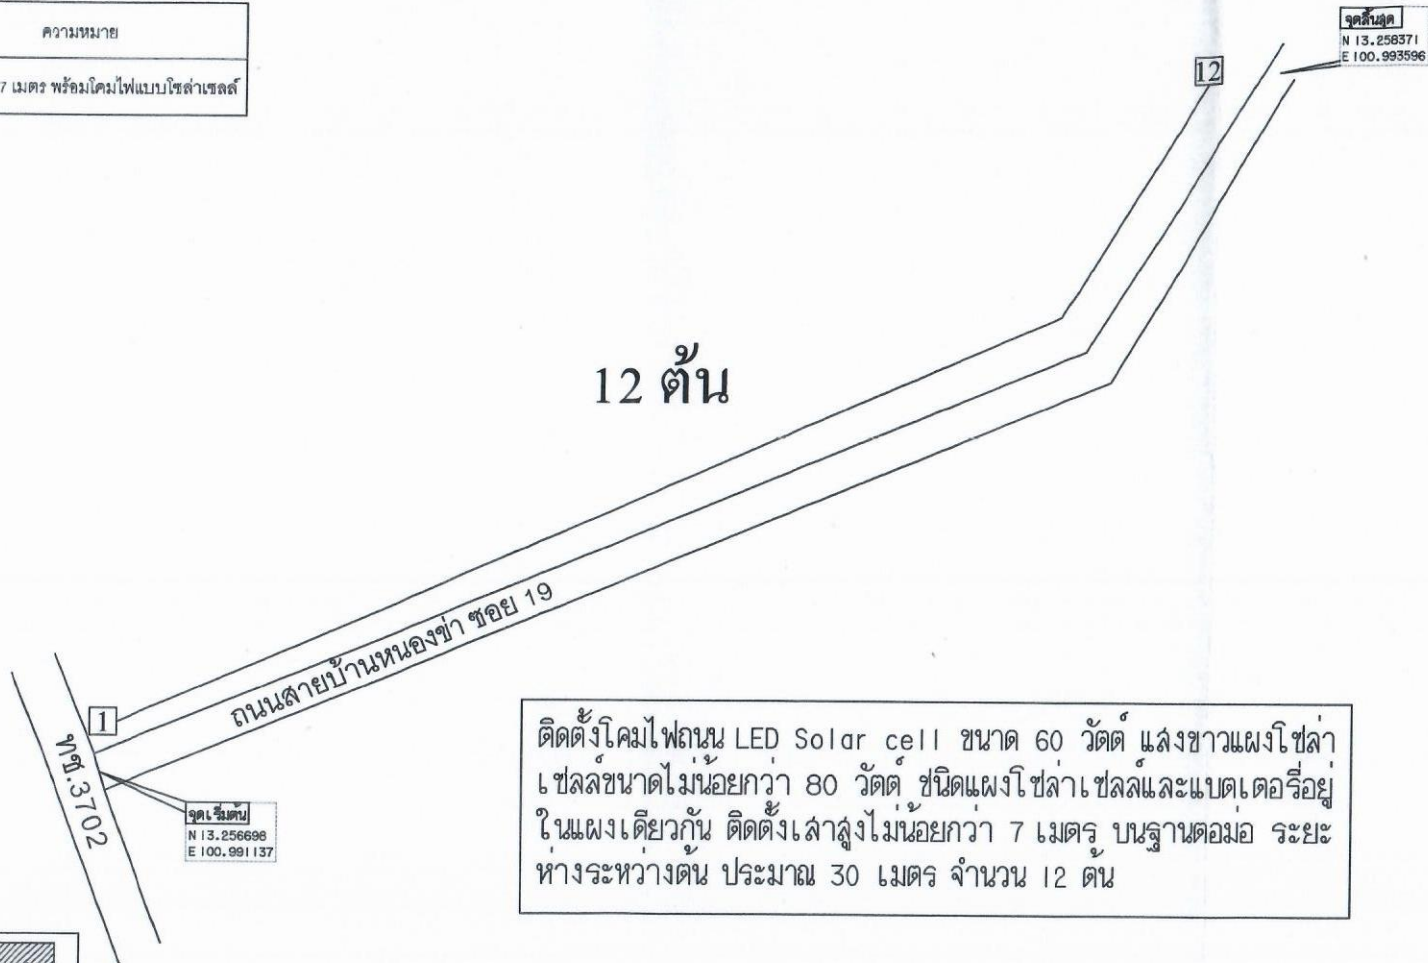 ความหมาย
7 เมตร พร้อมโคมไฟแบบโซล่าเซลล์
จุดสิ้นสุด
N 13.258371
E 100.993596
12
12 ต้น
ถนนสายบ้านหนองข่า ซอย 19
1
ทช.3702
จุดเริ่มต้น
N 13.256698
E 100.991137
ติดตั้งโคมไฟถนน LED Solar cell ขนาด 60 วัตต์ แสงขาวแผงโซล่า
เซลล์ขนาดไม่น้อยกว่า 80 วัตต์ ชนิดแผงโซล่าเซลล์และแบตเตอรี่อยู่
ในแผงเดียวกัน ติดตั้งเสาสูงไม่น้อยกว่า 7 เมตร บนฐานตอม่อ ระยะ
ห่างระหว่างต้น ประมาณ 30 เมตร จำนวน 12 ต้น